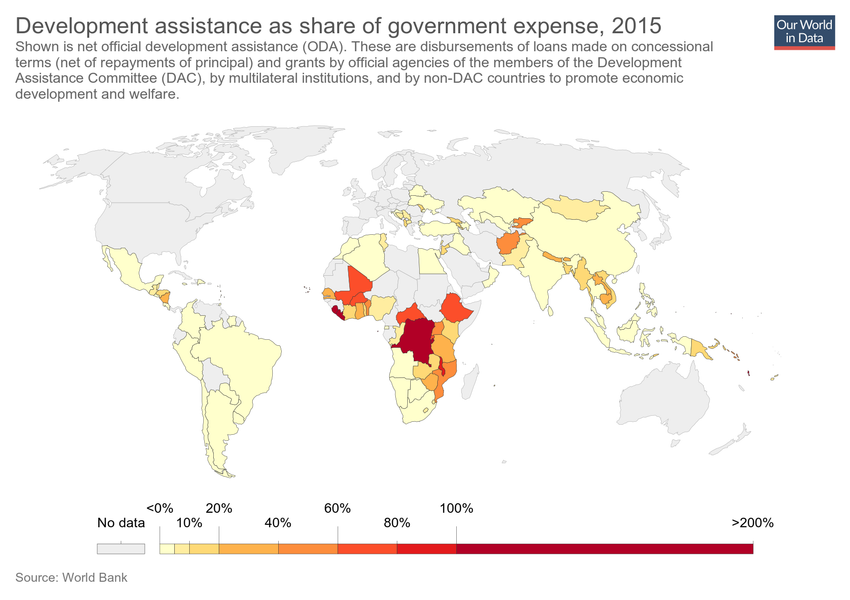 Development assistance as share of government expense, 2015
Our World
in Data
Shown is net official development assistance (ODA). These are disbursements of loans made on concessional
terms (net of repayments of principal) and grants by official agencies of the members of the Development
Assistance Committee (DAC), by multilateral institutions, and by non-DAC countries to promote economic
development and welfare.
<0% 20% 60% 100%
No data 10% 40% 80% >200%
Source: World Bank